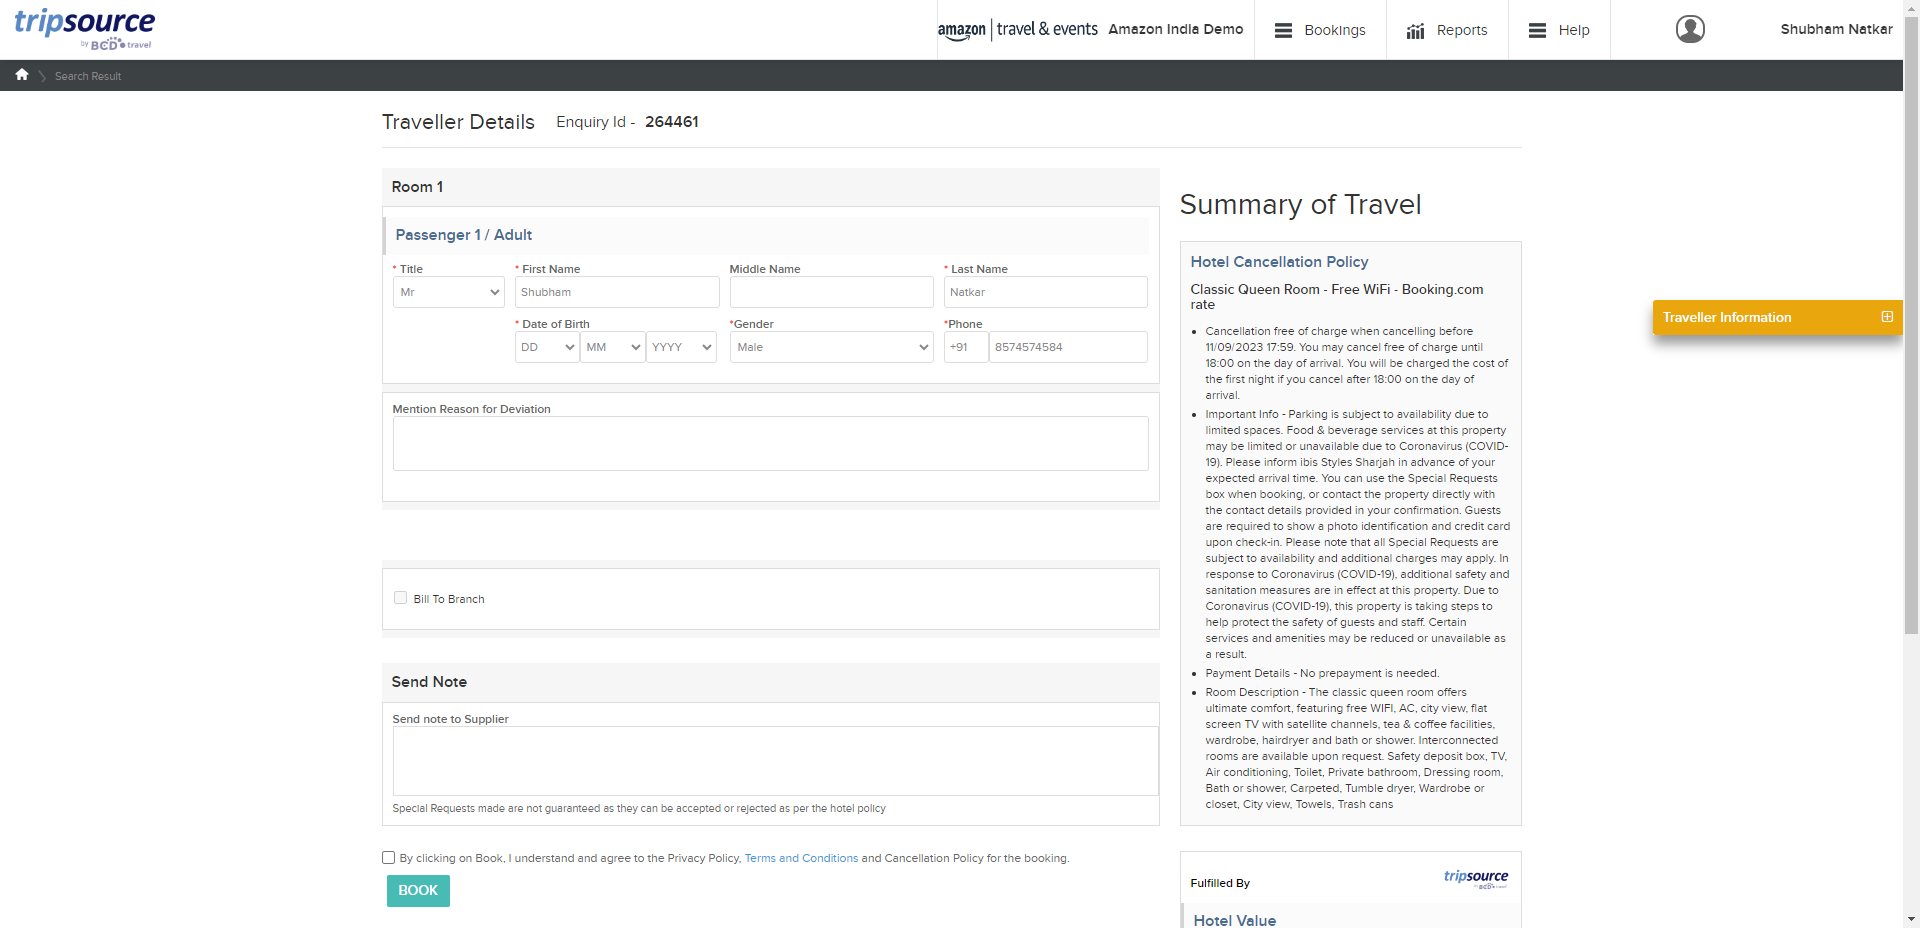 tripsource
by BCD travel
amazon | travel & events Amazon India Demo
Bookings
Reports
Help
Shubham Natkar
Search Result
Traveller Details
Enquiry Id - 264461
Room 1
Passenger 1 / Adult
* Title
* First Name
Middle Name
* Last Name
Mr
Shubham
Natkar
* Date of Birth
*Gender
*Phone
DD
MM
YYYY
Male
+91
8574574584
Mention Reason for Deviation
Bill To Branch
Send Note
Send note to Supplier
Special Requests made are not guaranteed as they can be accepted or rejected as per the hotel policy
By clicking on Book, I understand and agree to the Privacy Policy, Terms and Conditions and Cancellation Policy for the booking.
BOOK
Summary of Travel
Hotel Cancellation Policy
Classic Queen Room - Free WiFi - Booking.com
rate
• Cancellation free of charge when cancelling before
11/09/2023 17:59. You may cancel free of charge until
18:00 on the day of arrival. You will be charged the cost of
the first night if you cancel after 18:00 on the day of
arrival.
• Important Info - Parking is subject to availability due to
limited spaces. Food & beverage services at this property
may be limited or unavailable due to Coronavirus (COVID-
19). Please inform ibis Styles Sharjah in advance of your
expected arrival time. You can use the Special Requests
box when booking, or contact the property directly with
the contact details provided in your confirmation. Guests
are required to show a photo identification and credit card
upon check-in. Please note that all Special Requests are
subject to availability and additional charges may apply. In
response to Coronavirus (COVID-19), additional safety and
sanitation measures are in effect at this property. Due to
Coronavirus (COVID-19), this property is taking steps to
help protect the safety of guests and staff. Certain
services and amenities may be reduced or unavailable as
a result.
• Payment Details - No prepayment is needed.
• Room Description - The classic queen room offers
ultimate comfort, featuring free WIFI, AC, city view, flat
screen TV with satellite channels, tea & coffee facilities,
wardrobe, hairdryer and bath or shower. Interconnected
rooms are available upon request. Safety deposit box, TV,
Air conditioning, Toilet, Private bathroom, Dressing room,
Bath or shower, Carpeted, Tumble dryer, Wardrobe or
closet, City view, Towels, Trash cans
Fulfilled By
tripsource
by BCD travel
Hotel Value
Traveller Information